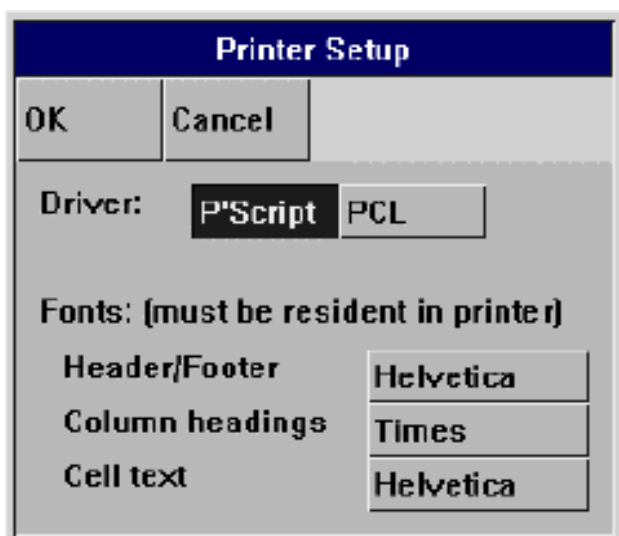 Printer Setup
OK Cancel
Driver: P'Script PCL
Fonts: (must be resident in printer)
Header/Footer Helvetica
Column headings Times
Cell text Helvetica